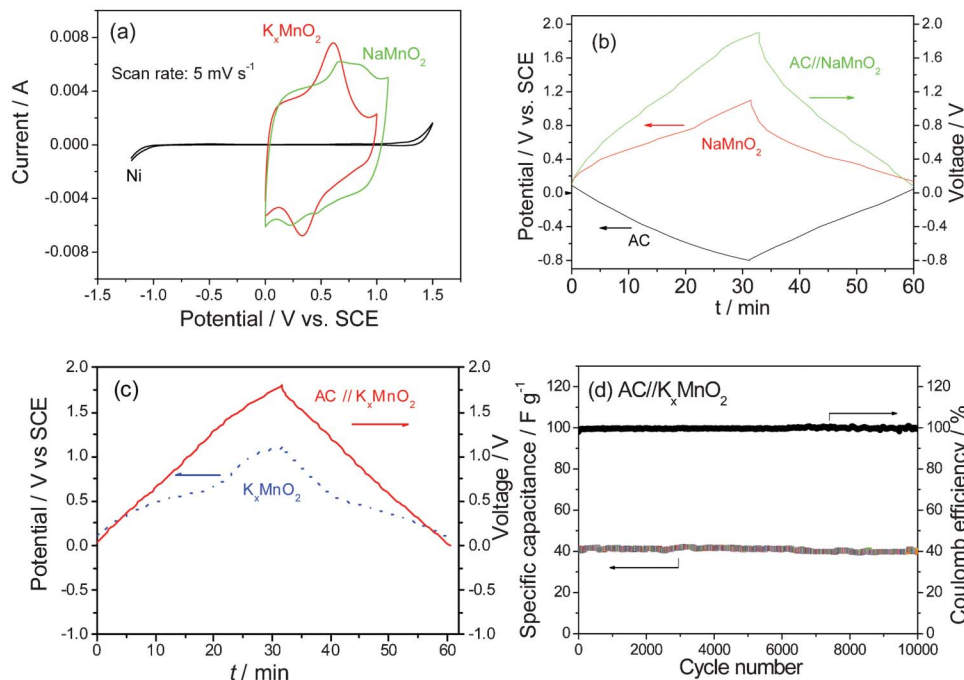 (a)
K_xMnO_2
NaMnO_2
Scan rate: 5 mV s^-1
Ni
0.008
0.004
0.000
-0.004
-0.008
Current / A
-1.5 -1.0 -0.5 0.0 0.5 1.0 1.5
Potential / V vs. SCE
(b)
AC//NaMnO_2
NaMnO_2
AC
2.0
1.6
1.2
0.8
0.4
0.0
-0.4
-0.8
Potential / V vs. SCE
2.0
1.6
1.2
0.8
0.4
0.0
-0.4
-0.8
Voltage / V
0 10 20 30 40 50 60
t / min
(c)
AC // K_xMnO_2
K_xMnO_2
2.0
1.5
1.0
0.5
0.0
0.5
-1.0
Potential / V vs SCE
2.0
1.5
1.0
0.5
0.0
-0.5
-1.0
Voltage / V
0 10 20 30 40 50 60
t / min
(d) AC//K_xMnO_2
120
100
80
60
40
20
0
Specific capacitance / F g^-1
120
100
80
60
40
20
0
Coulomb efficiency / %
0 2000 4000 6000 8000 10000
Cycle number